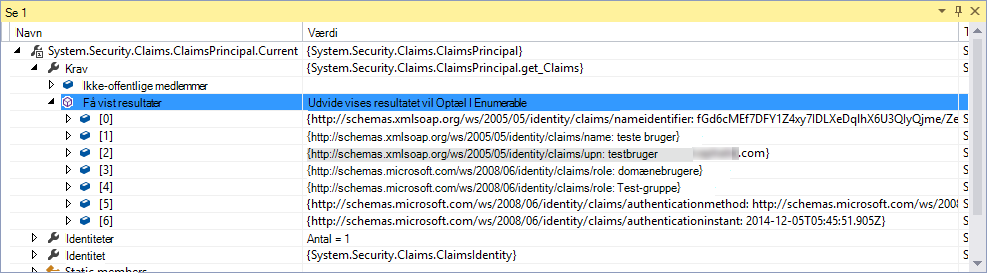 Se 1
Navn Værdi T
System.Security.Claims.ClaimsPrincipal.Current {System.Security.Claims.ClaimsPrincipal} S
Krav {System.Security.Claims.ClaimsPrincipal.get_Claims} S
Ikke-offentlige medlemmer
Få vist resultater Udvide vises resultatet vil Optæl I Enumerable
[0] {http://schemas.xmlsoap.org/ws/2005/05/identity/claims/nameidentifier: S
[1] {http://schemas.xmlsoap.org/ws/2005/05/identity/claims/name: teste bruger} S
[2] {http://schemas.xmlsoap.org/ws/2005/05/identity/claims/upn: testbruger .com} S
[3] {http://schemas.microsoft.com/ws/2008/06/identity/claims/role: domænebrugere} S
[4] {http://schemas.microsoft.com/ws/2008/06/identity/claims/role: Test-gruppe} S
[5] {http://schemas.microsoft.com/ws/2008/06/identity/claims/authenticationmethod: http://schemas.microsoft.com/ws/2008 S
[6] {http://schemas.microsoft.com/ws/2008/06/identity/claims/authenticationinstant: 2014-12-05T05:45:51.905Z} S
Identiteter Antal = 1 S
Identitet {System.Security.Claims.ClaimsIdentity} S
Static members